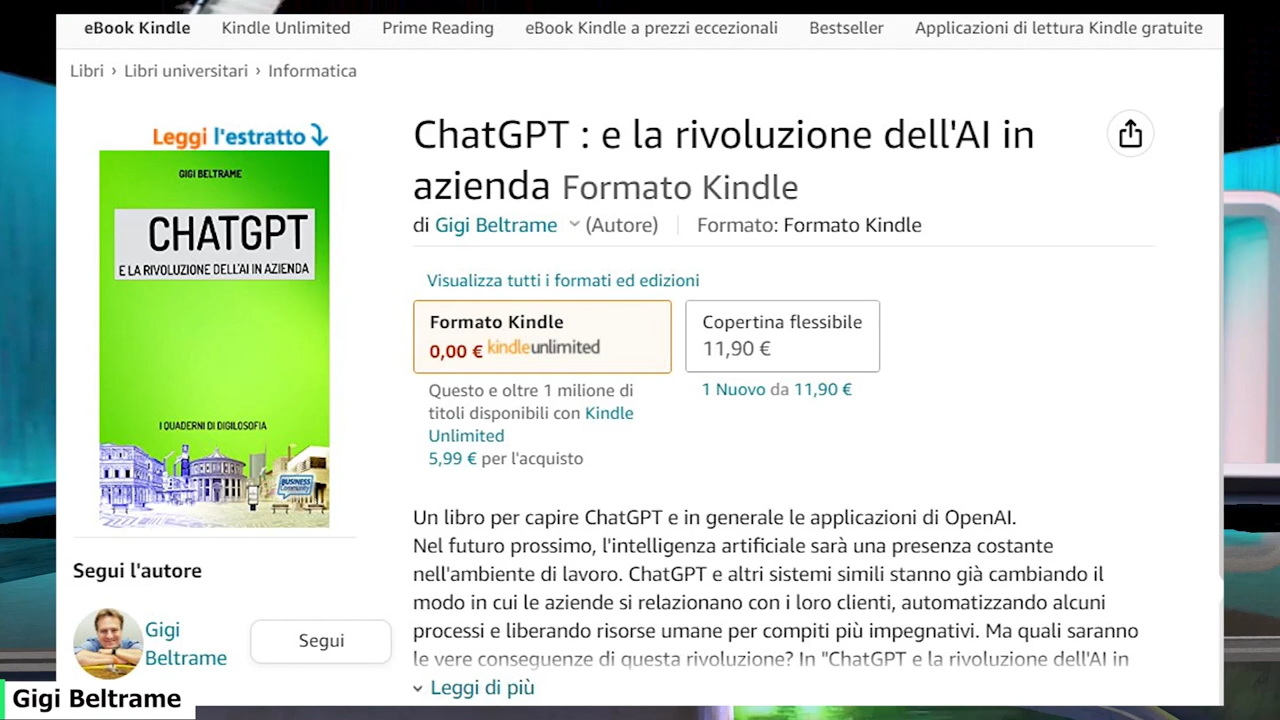 eBook Kindle Kindle Unlimited Prime Reading eBook Kindle a prezzi eccezionali Bestseller Applicazioni di lettura Kindle gratuite
Libri › Libri universitari › Informatica
Leggi l'estratto
GIGI BELTRAME
CHATGPT
E LA RIVOLUZIONE DELL'AI IN AZIENDA
I QUADERNI DI DIGILOSOFIA
BUSINESS
Community
Segui l'autore
Gigi
Beltrame
Segui
ChatGPT : e la rivoluzione dell'AI in
azienda Formato Kindle
di Gigi Beltrame (Autore) Formato: Formato Kindle
Visualizza tutti i formati ed edizioni
Formato Kindle
0,00 € kindleunlimited
Questo e oltre 1 milione di
titoli disponibili con Kindle
Unlimited
5,99 € per l'acquisto
Copertina flessibile
11,90 €
1 Nuovo da 11,90 €
Un libro per capire ChatGPT e in generale le applicazioni di OpenAI.
Nel futuro prossimo, l'intelligenza artificiale sarà una presenza costante
nell'ambiente di lavoro. ChatGPT e altri sistemi simili stanno già cambiando il
modo in cui le aziende si relazionano con i loro clienti, automatizzando alcuni
processi e liberando risorse umane per compiti più impegnativi. Ma quali saranno
le vere conseguenze di questa rivoluzione? In "ChatGPT e la rivoluzione dell'AI in
Leggi di più
Gigi Beltrame